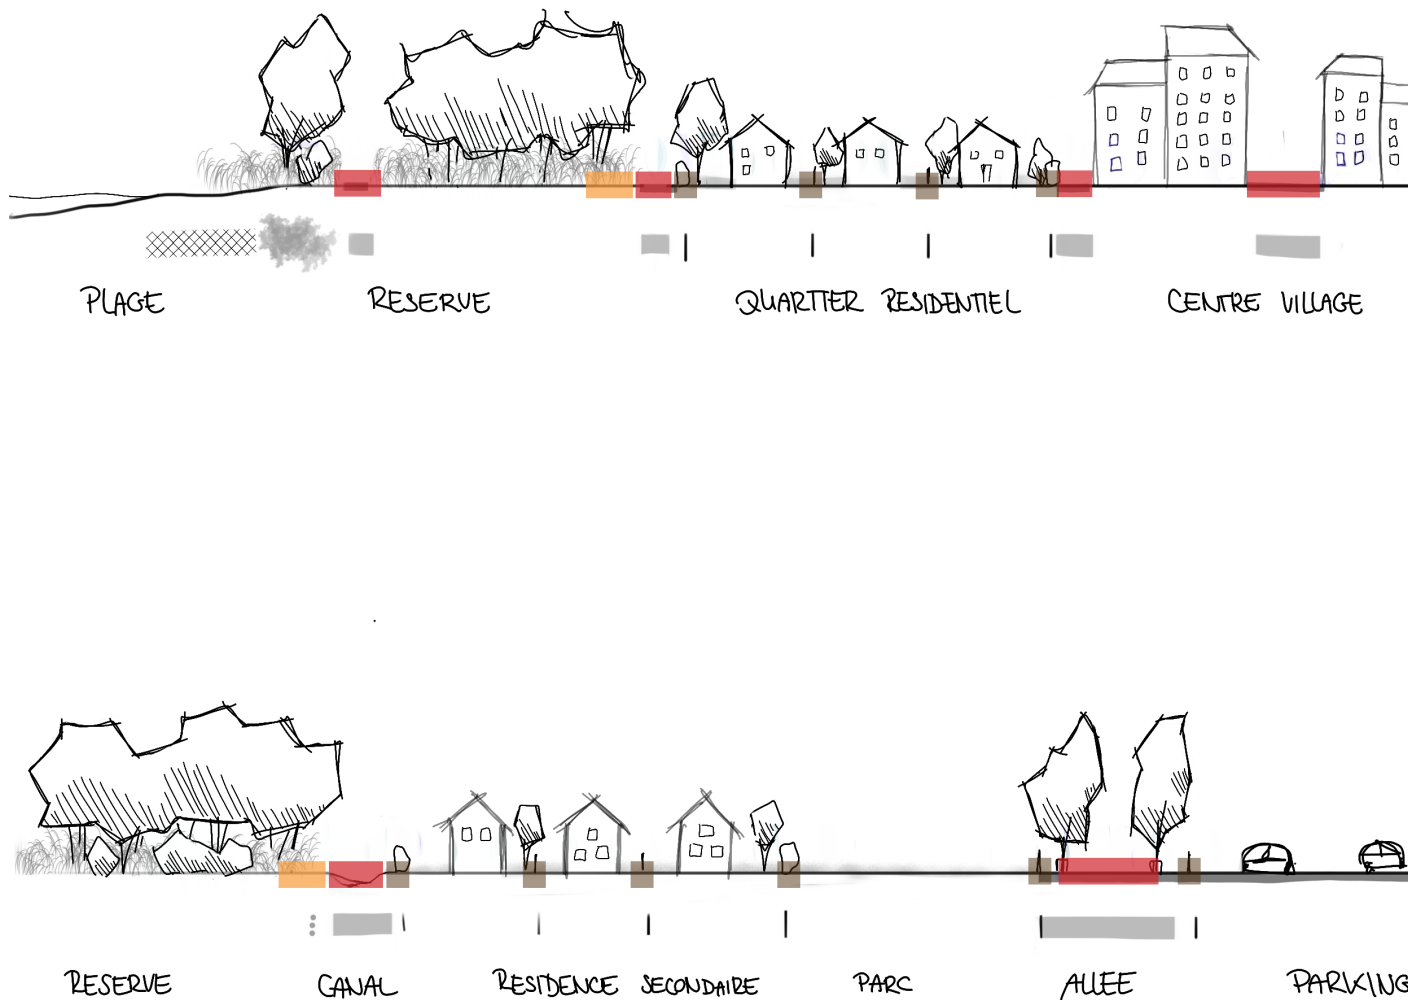 PLAGE RESERVE QUARTIER RESIDENTIEL CENTRE VILLAGE
RESERVE CANAL RESIDENCE SECONDAIRE PARC ALLEE PARKING